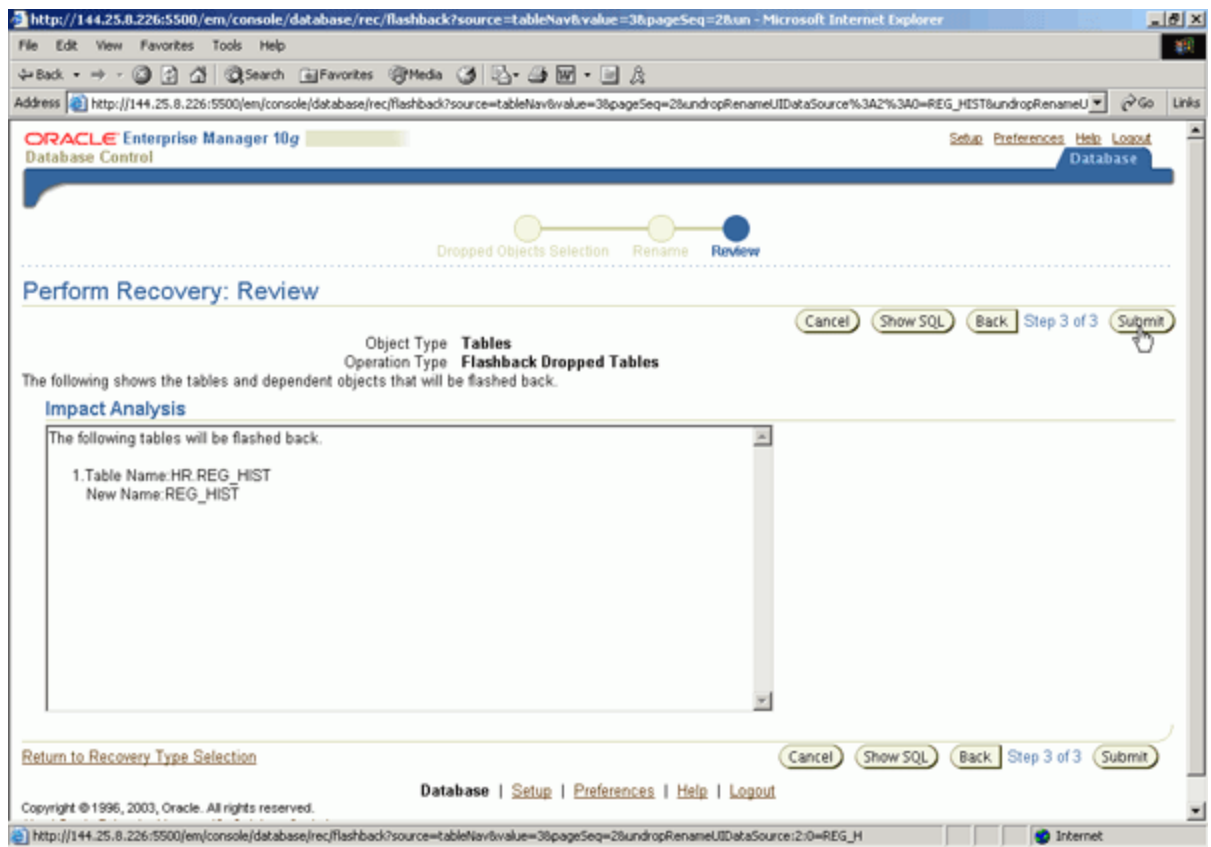 http://144.25.8.226:5500/em/console/database/rec/flashback?source=tableNav&value=3&pageSeq=2&un - Microsoft Internet Explorer
File Edit View Favorites Tools Help
Back Search Favorites Media
Address http://144.25.8.226:5500/em/console/database/rec/flashback?source=tableNav&value=3&pageSeq=2&undropRenameUIDataSource%3A2%3A0=REG_HIST&undropRenameU Go Links
ORACLE Enterprise Manager 10g
Database Control
Setup Preferences Help Logout
Database
Dropped Objects Selection Rename Review
Perform Recovery: Review
Cancel Show SQL Back Step 3 of 3 Submit
Object Type Tables
Operation Type Flashback Dropped Tables
The following shows the tables and dependent objects that will be flashed back.
Impact Analysis
The following tables will be flashed back.
1.Table Name:HR.REG_HIST
New Name:REG_HIST
Return to Recovery Type Selection
Cancel Show SQL Back Step 3 of 3 Submit
Database | Setup | Preferences | Help | Logout
Copyright © 1996, 2003, Oracle. All rights reserved.
http://144.25.8.226:5500/em/console/database/rec/flashback?source=tableNav&value=3&pageSeq=2&undropRenameUIDataSource:2:0=REG_H Internet